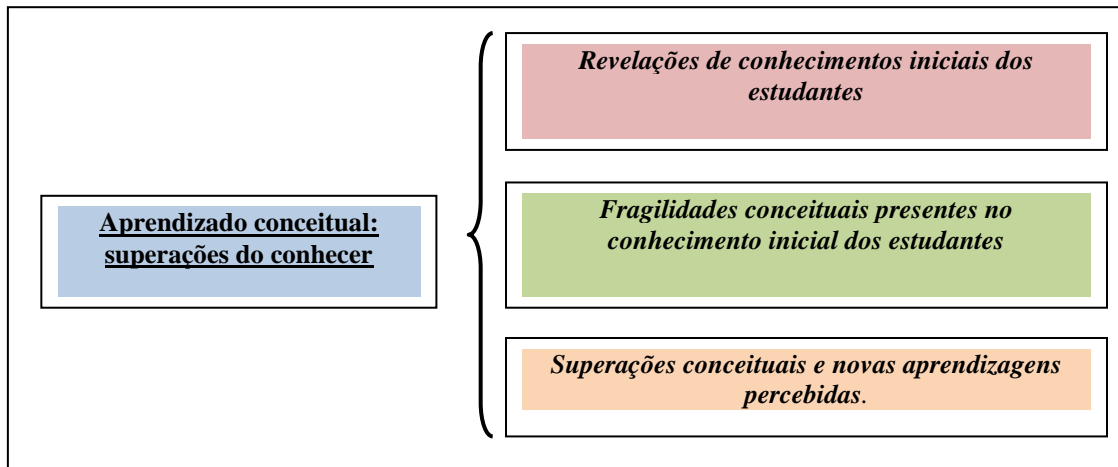 Revelações de conhecimentos iniciais dos
estudantes
Aprendizado conceitual:
superações do conhecer
Fragilidades conceituais presentes no
conhecimento inicial dos estudantes
Superações conceituais e novas aprendizagens
percebidas.